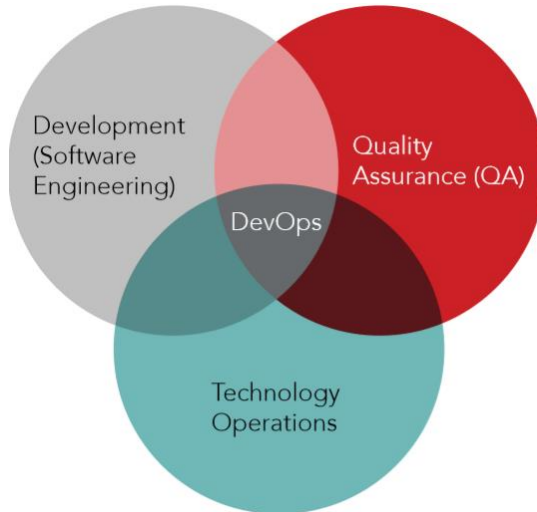 Development
(Software
Engineering)
Quality
Assurance (QA)
DevOps
Technology
Operations